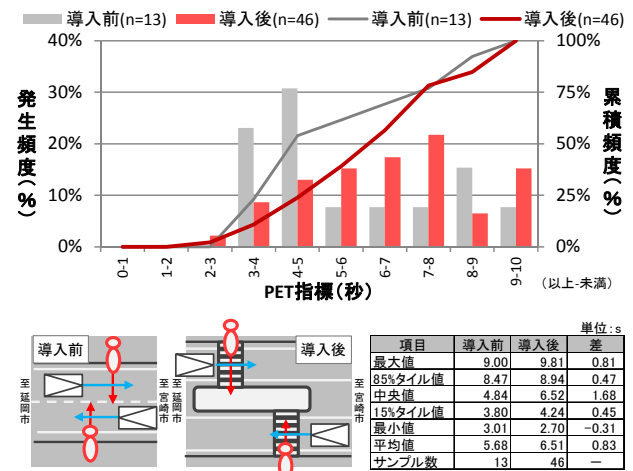 導入前(n=13) 導入後(n=46) 導入前(n=13) 導入後(n=46)
40% 100%
30% 75%
20% 50%
10% 25%
0% 0%
発生頻度(%)
累積頻度(%)
0-1 1-2 2-3 3-4 4-5 5-6 6-7 7-8 8-9 9-10
PET指標(秒)
(以上-未満)
導入前
至延岡市
至宮崎市
導入後
至延岡市
至宮崎市
単位:s
項目 導入前 導入後 差
最大値 9.00 9.81 0.81
85%タイル値 8.47 8.94 0.47
中央値 4.84 6.52 1.68
15%タイル値 3.80 4.24 0.45
最小値 3.01 2.70 −0.31
平均値 5.68 6.51 0.83
サンプル数 13 46 ―